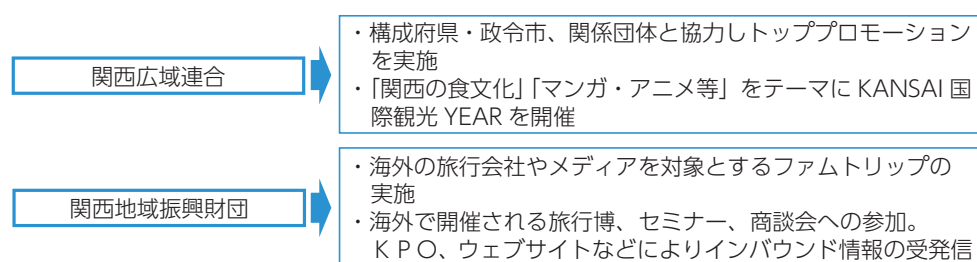 関西広域連合
・構成府県・政令市、関係団体と協力しトッププロモーション
を実施
・「関西の食文化」「マンガ・アニメ等」をテーマに KANSAI 国
際観光 YEAR を開催
関西地域振興財団
・海外の旅行会社やメディアを対象とするファムトリップの
実施
・海外で開催される旅行博、セミナー、商談会への参加。
ＫＰＯ、ウェブサイトなどによりインバウンド情報の受発信